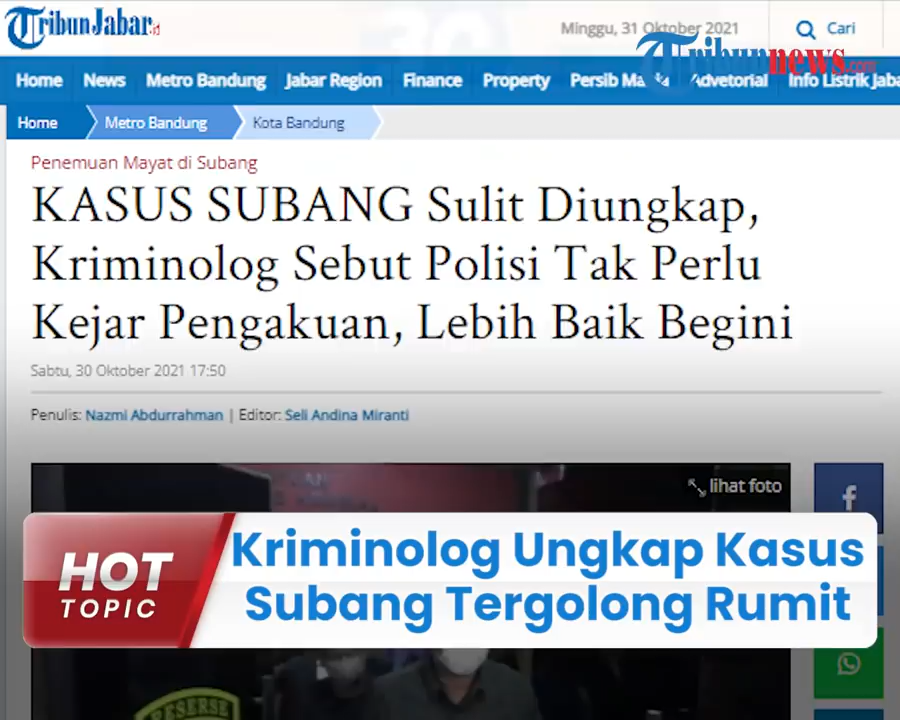 TribunJabar.id
Minggu, 31 Oktober 2021
Cari
Tribunnews.com
Home News Metro Bandung Jabar Region Finance Property Persib Advetorial Info Listrik
Home Metro Bandung Kota Bandung
Penemuan Mayat di Subang
KASUS SUBANG Sulit Diungkap,
Kriminolog Sebut Polisi Tak Perlu
Kejar Pengakuan, Lebih Baik Begini
Sabtu, 30 Oktober 2021 17:50
Penulis: Nazmi Abdurrahman | Editor: Seli Andina Miranti
lihat foto
f
HOT
TOPIC
Kriminolog Ungkap Kasus
Subang Tergolong Rumit
RESERSE